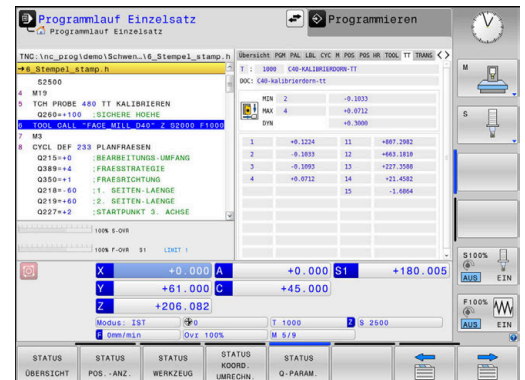 Programmlauf Einzelsatz
Programmlauf Einzelsatz
Programmieren
TNC:\nc_prog\demo\Schwen…\6_Stempel_stamp.h
→6_Stempel_stamp.h
S2500
4 M19
5 TCH PROBE 480 TT KALIBRIEREN
Q260=+100 ;SICHERE HOEHE
6 TOOL CALL "FACE_MILL_D40" Z S2000 F1000
7 M3
8 CYCL DEF 233 PLANFRAESEN
Q215=+0 ;BEARBEITUNGS-UMFANG
Q389=+4 ;FRAESSTRATEGIE
Q350=+1 ;FRAESRICHTUNG
Q218=-60 ;1. SEITEN-LAENGE
Q219=+60 ;2. SEITEN-LAENGE
Q227=+2 ;STARTPUNKT 3. ACHSE
100% S-OVR
100% F-OVR S1 LIMIT 1
Übersicht PGM PAL LBL CYC M POS POS HR TOOL TT TRANS
T : 1000 C40-KALIBRIERDORN-TT
DOC: C40-kalibrierdorn-tt
MIN 2 -0.1033
MAX 4 +0.0712
DYN +0.3000
1 +0.1224 11 +807.2982
2 -0.1033 12 +663.1810
3 -0.1093 13 +227.3580
4 +0.0712 14 +21.4582
15 -1.6864
X +0.000 A +0.000 S1 +180.005
Y +61.000 C +45.000
Z +206.082
Modus: IST 0 T 1000 Z S 2500
F 0mm/min Ovr 100% M 5/9
M
S
S100%
AUS EIN
F100%
AUS EIN
STATUS ÜBERSICHT
STATUS POS.-ANZ.
STATUS WERKZEUG
STATUS KOORD. UMRECHN.
STATUS Q-PARAM.